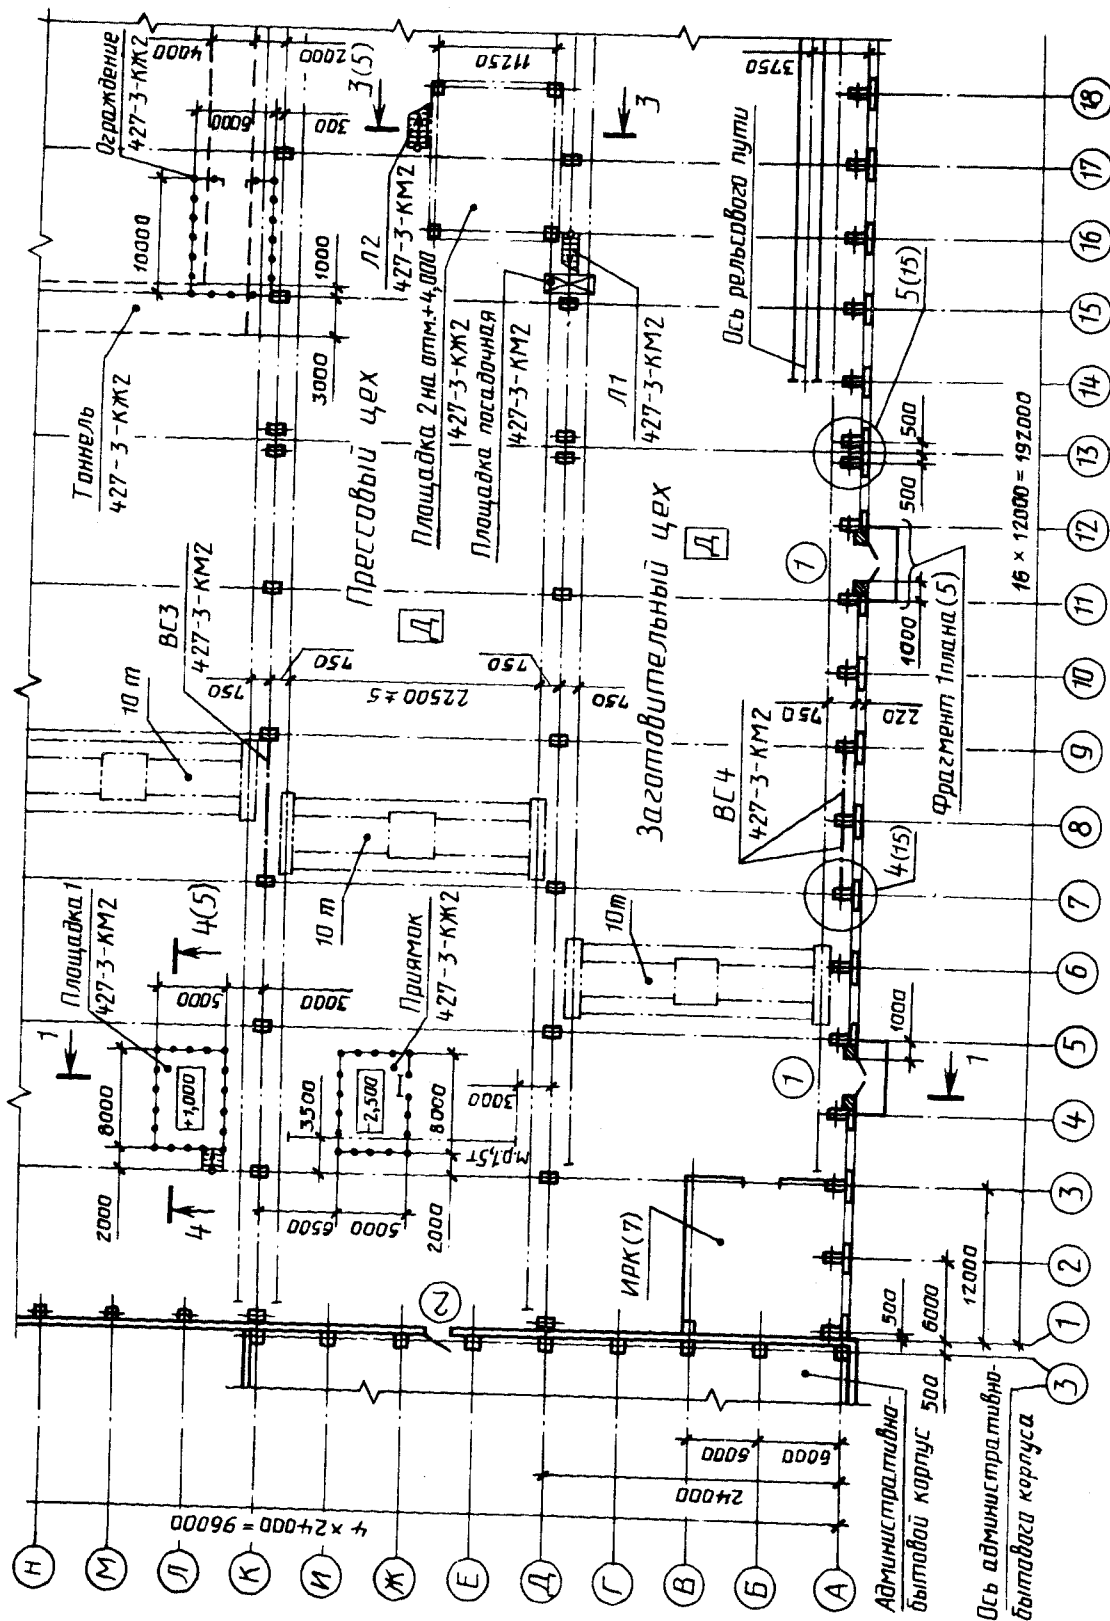 Ограждение
427-3-КЖ2
4000
2000
6000
300
10000
1000
3000
Тоннель
427-3-КЖ2
3(5)
11250
3
3750
Л2
427-3-КМ2
Площадка 2 на отм.+4,000
427-3-КЖ2
Площадка посадочная
427-3-КМ2
Л1
427-3-КМ2
Ось рельсового пути
5(15)
500
500
Прессовый цех
Д
Заготовительный цех
Д
ВС3
427-3-КМ2
10 т
750
750
22500 ± 5
750
750
750
220
ВС4
427-3-КМ2
1
1000
Фрагмент 1 плана (5)
16 × 12000 = 192000
4(15)
10 т
10т
Площадка 1
427-3-КМ2
4(5)
5000
3000
1
8000
+1,000
2000
4
Приямок
427-3-КЖ2
3500
-2,500
8000
3000
м.р.1,5т
6500
5000
2000
1
1000
1
ИРК(7)
2
500
6000
12000
500
18
17
16
15
14
13
12
11
10
9
8
7
6
5
4
3
2
1
3
6000
6000
24000
4 × 24000 = 96000
Н
М
Л
К
И
Ж
Е
Д
Г
В
Б
А
Административно-
бытовой корпус
Ось административно-
бытового корпуса